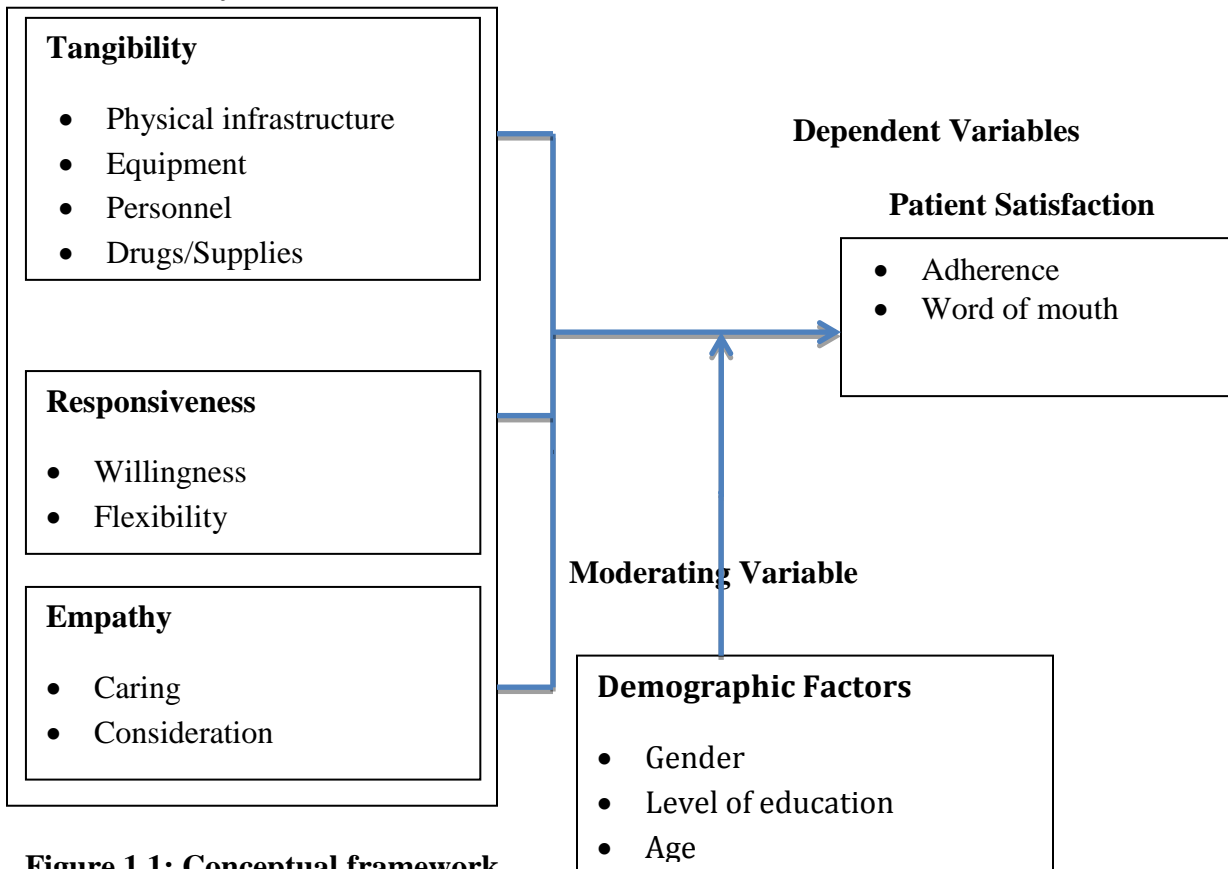 Tangibility
• Physical infrastructure
• Equipment
• Personnel
• Drugs/Supplies
Responsiveness
• Willingness
• Flexibility
Empathy
• Caring
• Consideration
Dependent Variables
Patient Satisfaction
• Adherence
• Word of mouth
Moderating Variable
Demographic Factors
• Gender
• Level of education
• Age
Figure 1.1: Conceptual framework